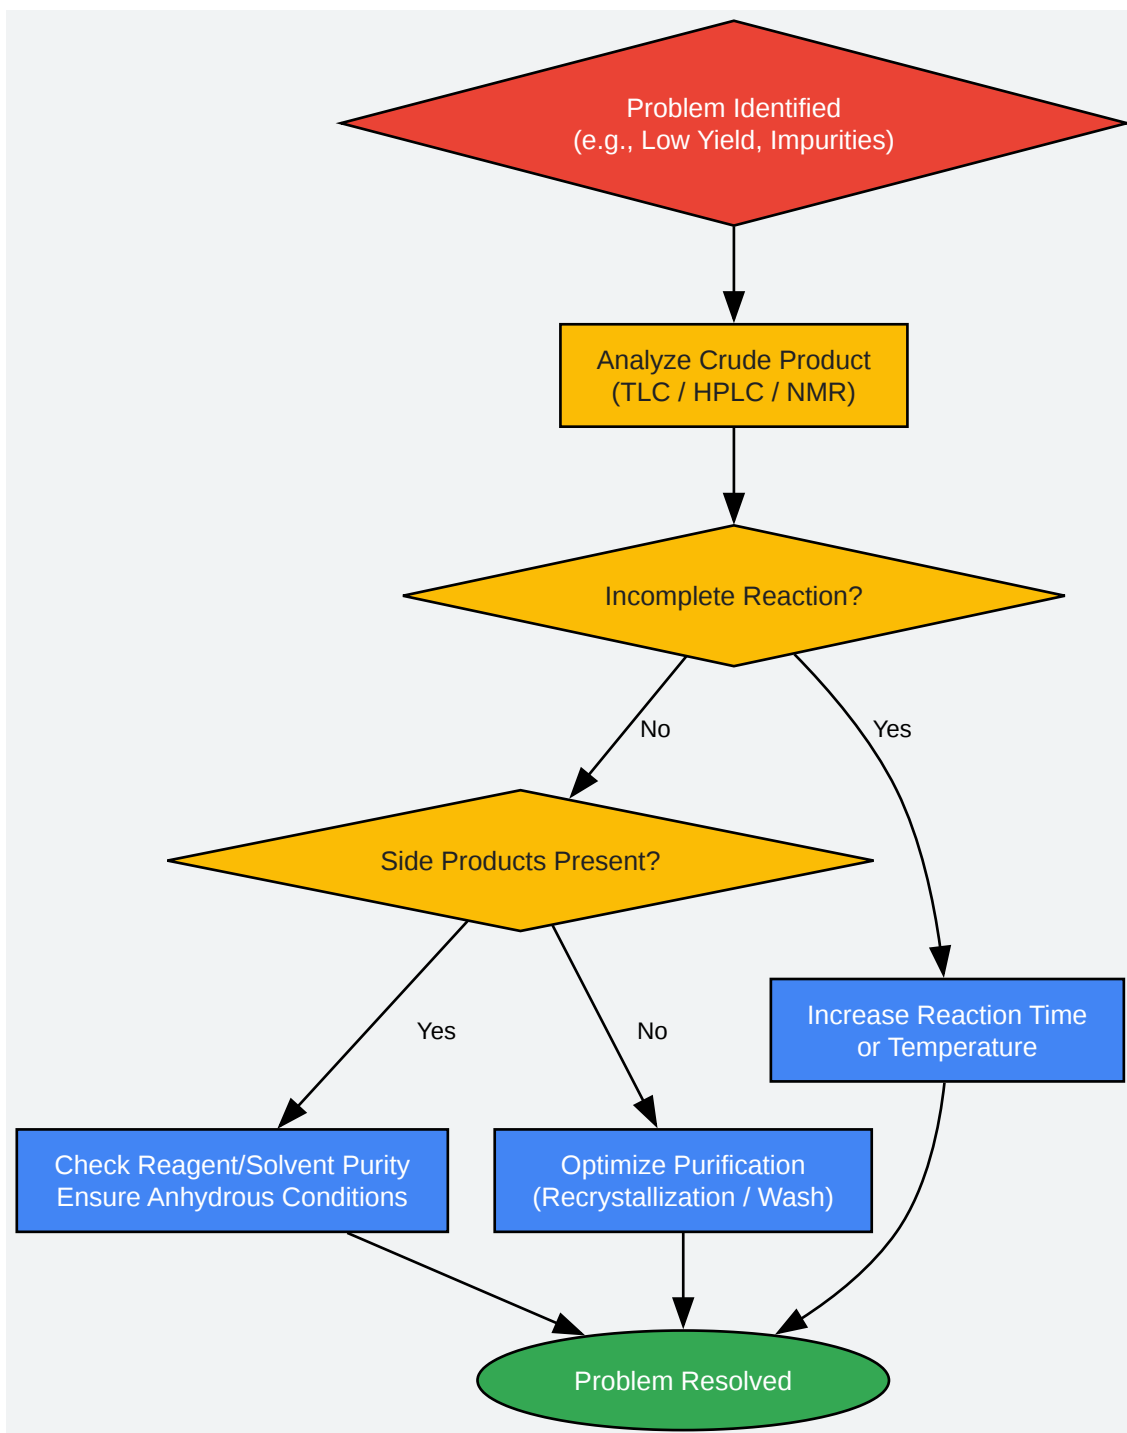 Problem Identified
(e.g., Low Yield, Impurities)
Analyze Crude Product
(TLC / HPLC / NMR)
Incomplete Reaction?
No
Yes
Side Products Present?
Increase Reaction Time
or Temperature
Yes
No
Check Reagent/Solvent Purity
Ensure Anhydrous Conditions
Optimize Purification
(Recrystallization / Wash)
Problem Resolved